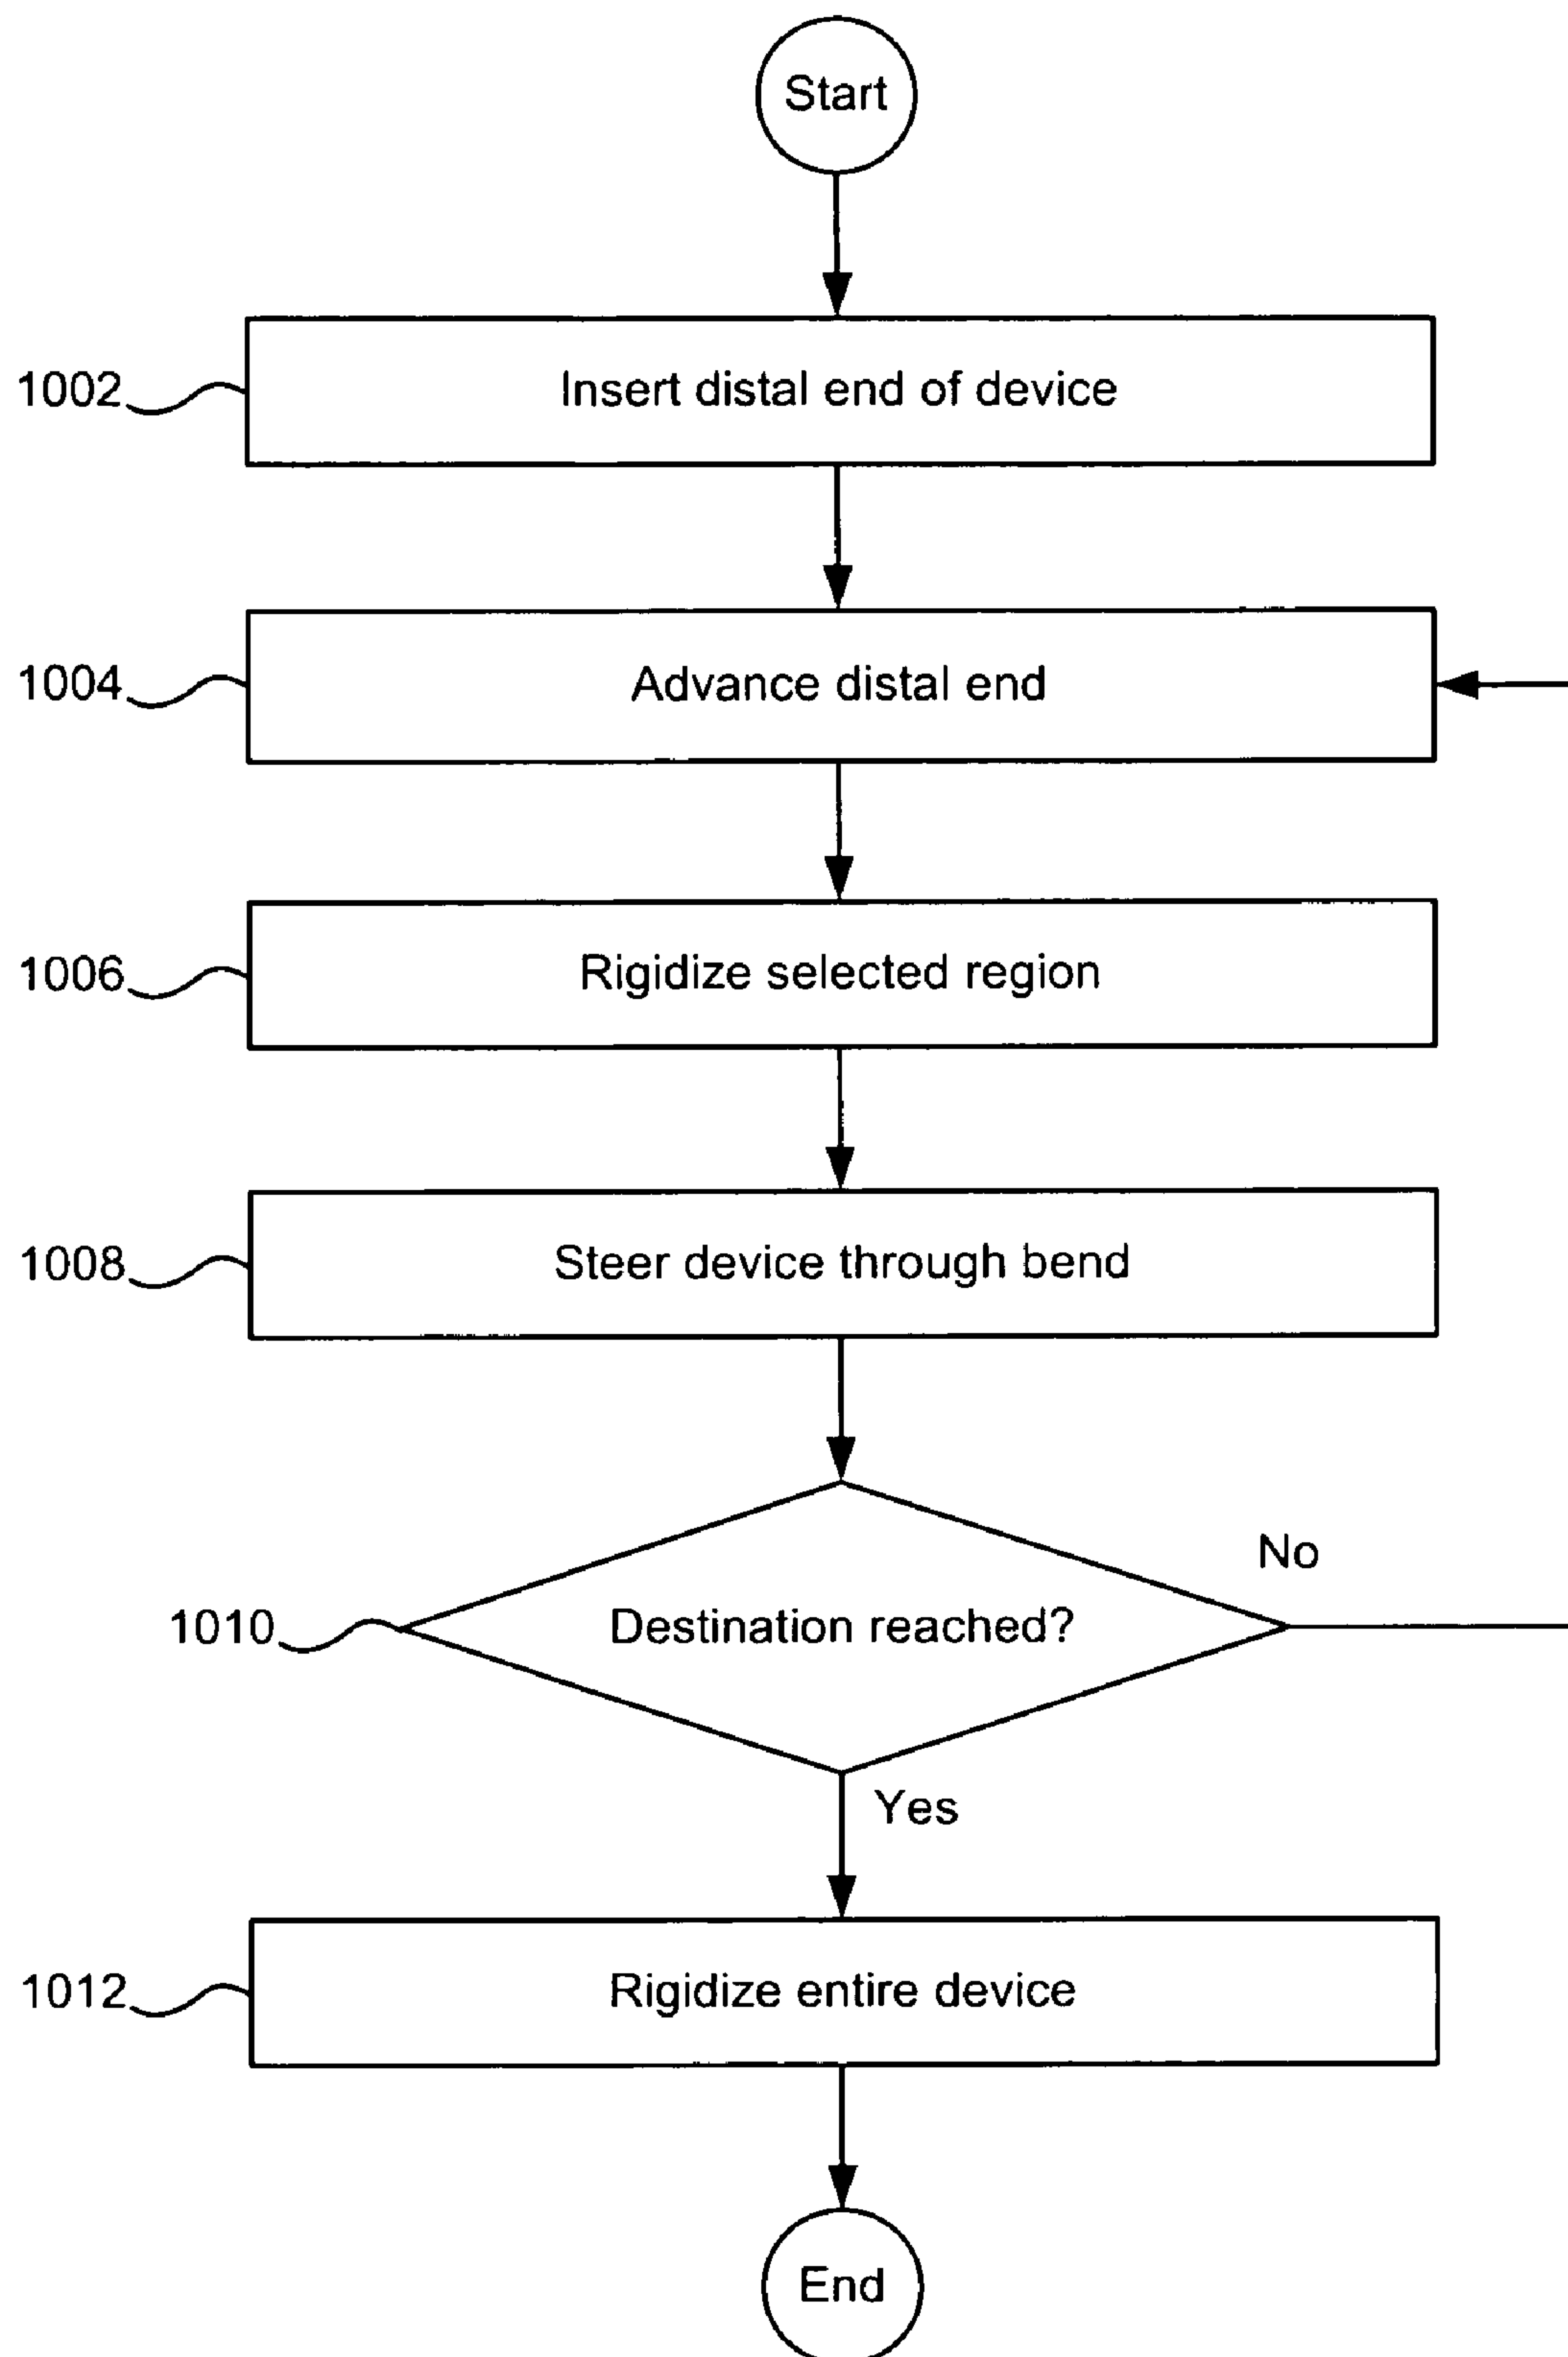 Start
1002
Insert distal end of device
1004
Advance distal end
1006
Rigidize selected region
1008
Steer device through bend
No
1010
Destination reached?
Yes
1012
Rigidize entire device
End